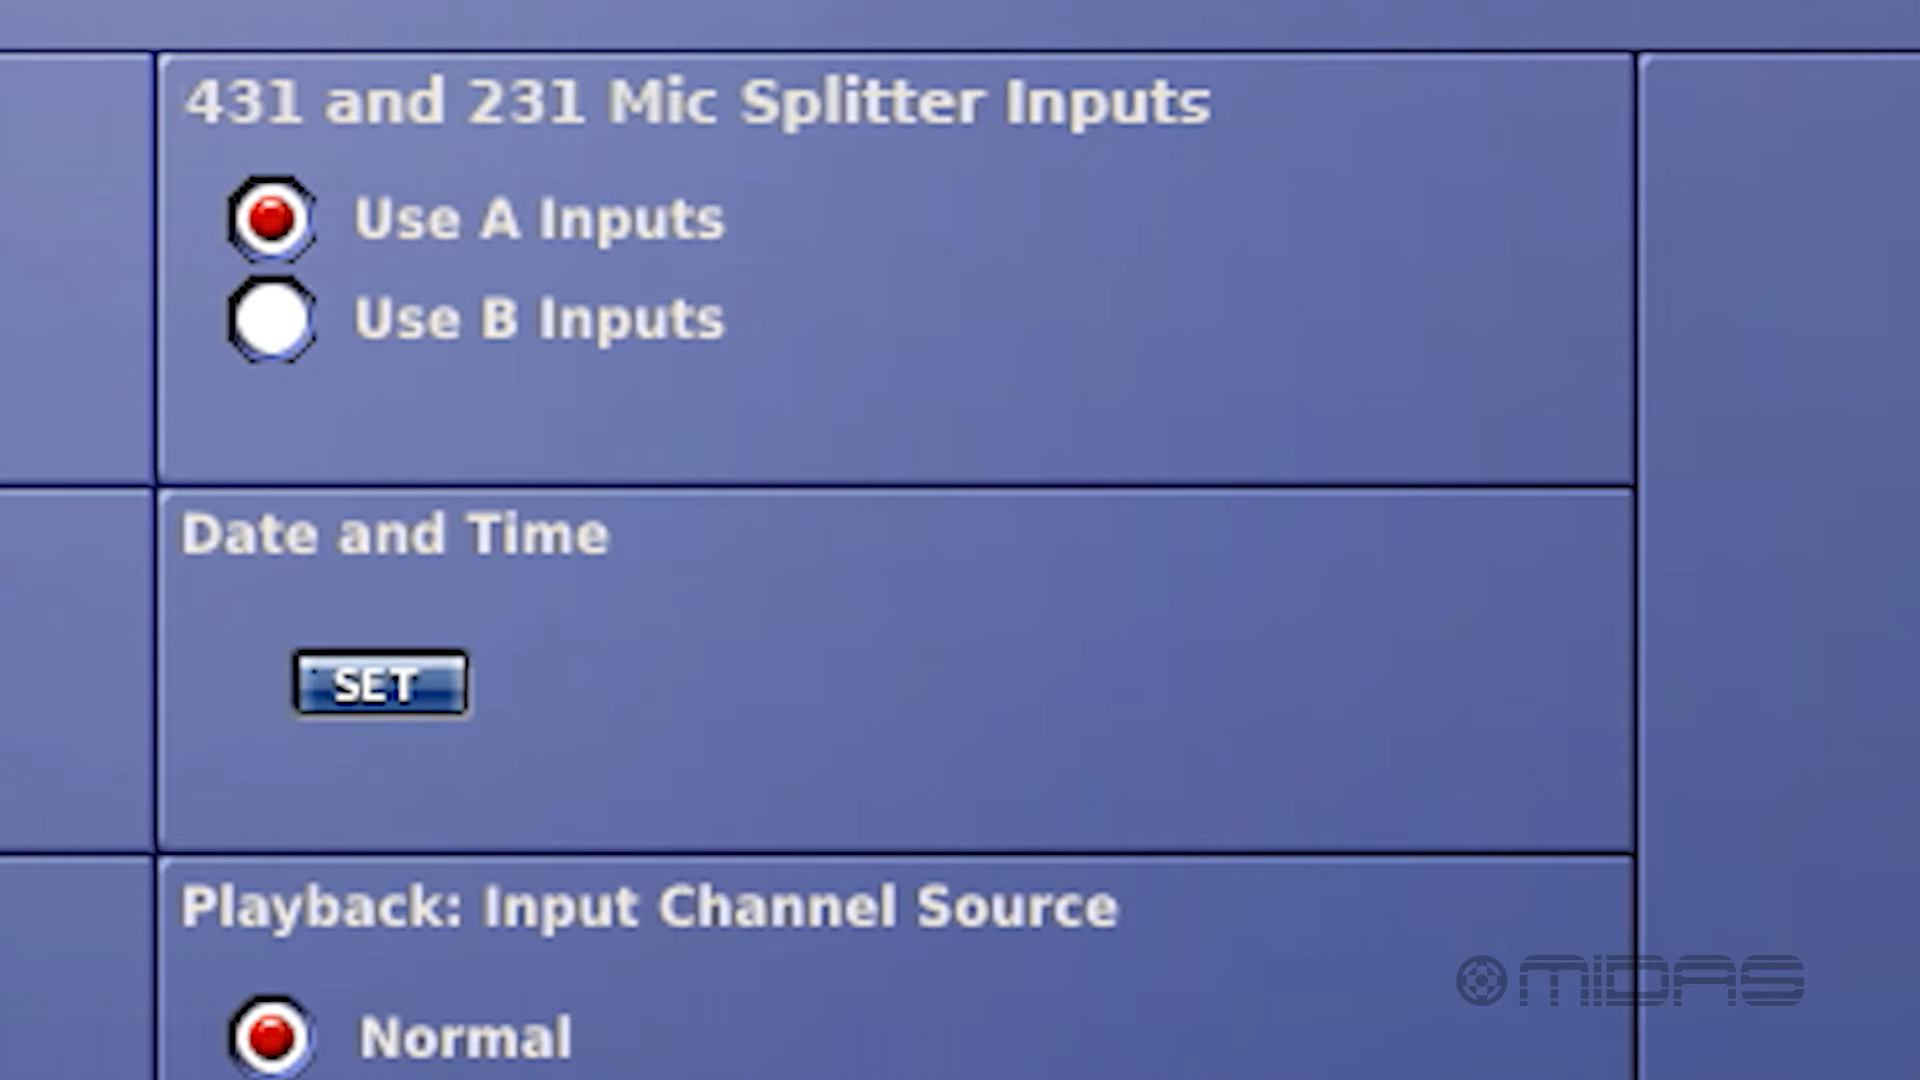 431 and 231 Mic Splitter Inputs
Use A Inputs
Use B Inputs
Date and Time
SET
Playback: Input Channel Source
Normal
MIDAS